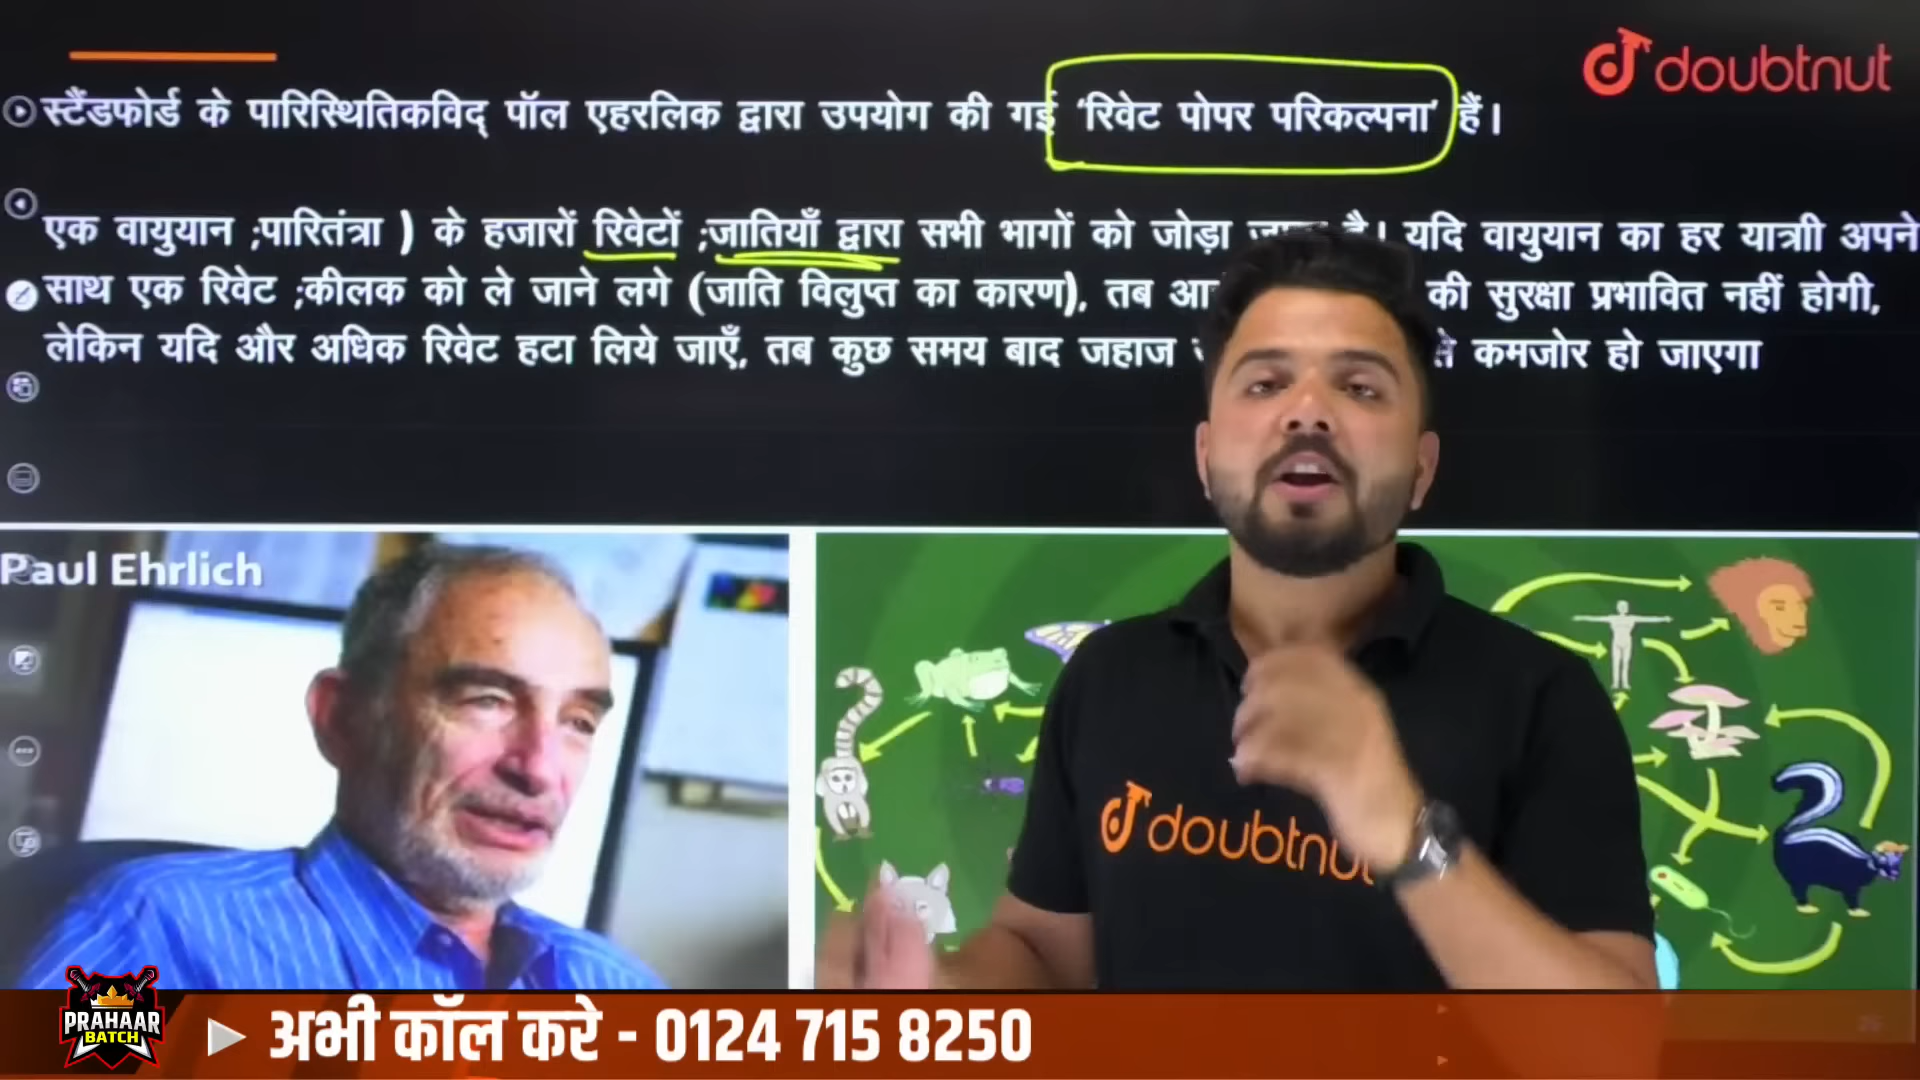 doubtnut
स्टैंडफोर्ड के पारिस्थितिकविद् पॉल एहरलिक द्वारा उपयोग की गई ‘रिवेट पोपर परिकल्पना’ हैं।
एक वायुयान ;पारितंत्रा ) के हजारों रिवेटों ;जातियाँ द्वारा सभी भागों को जोड़ा है। यदि वायुयान का हर यात्राी अपने
साथ एक रिवेट ;कीलक को ले जाने लगे (जाति विलुप्त का कारण), तब की सुरक्षा प्रभावित नहीं होगी,
लेकिन यदि और अधिक रिवेट हटा लिये जाएँ, तब कुछ समय बाद जहाज कमजोर हो जाएगा
Paul Ehrlich
doubtnut
PRAHAAR
BATCH
अभी कॉल करे - 0124 715 8250